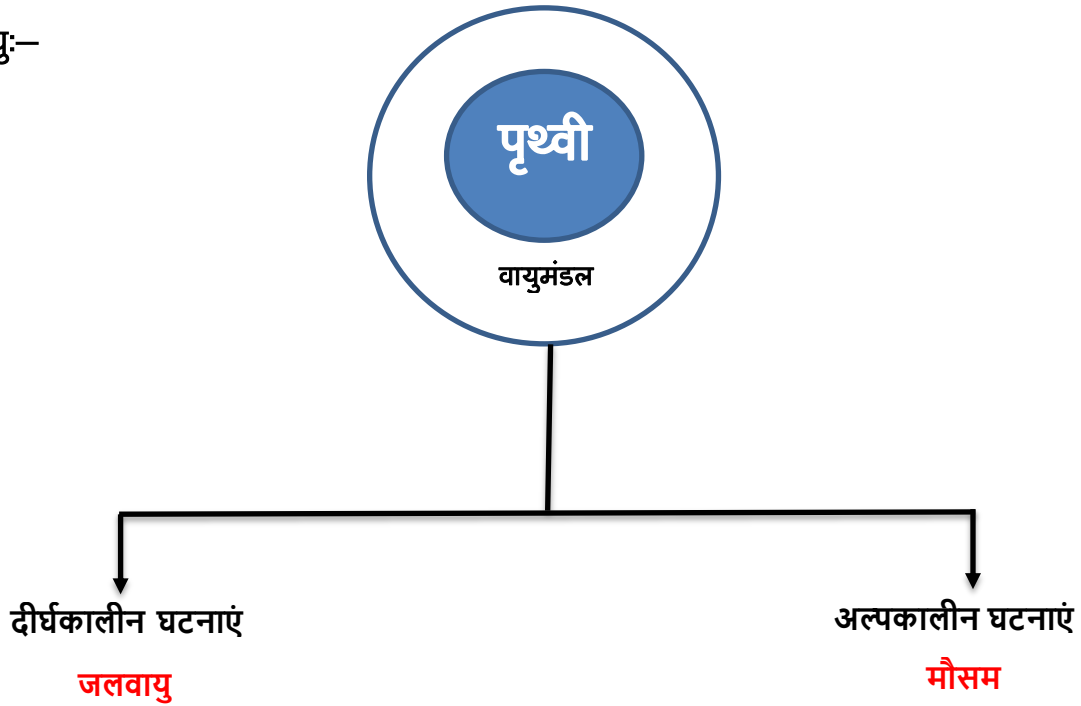 पृथ्वी
वायुमंडल
दीर्घकालीन घटनाएं
अल्पकालीन घटनाएं
जलवायु
मौसम